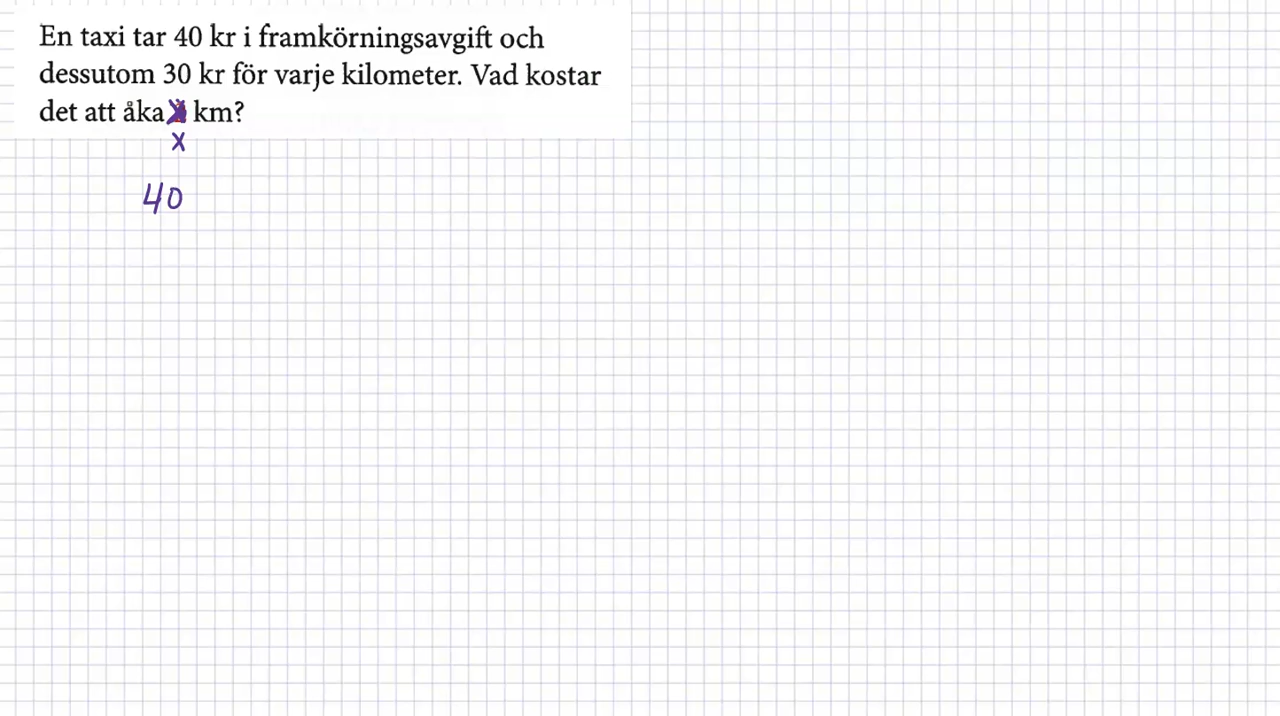 En taxi tar 40 kr i framkörningsavgift och
dessutom 30 kr för varje kilometer. Vad kostar
det att åka km?
x
40